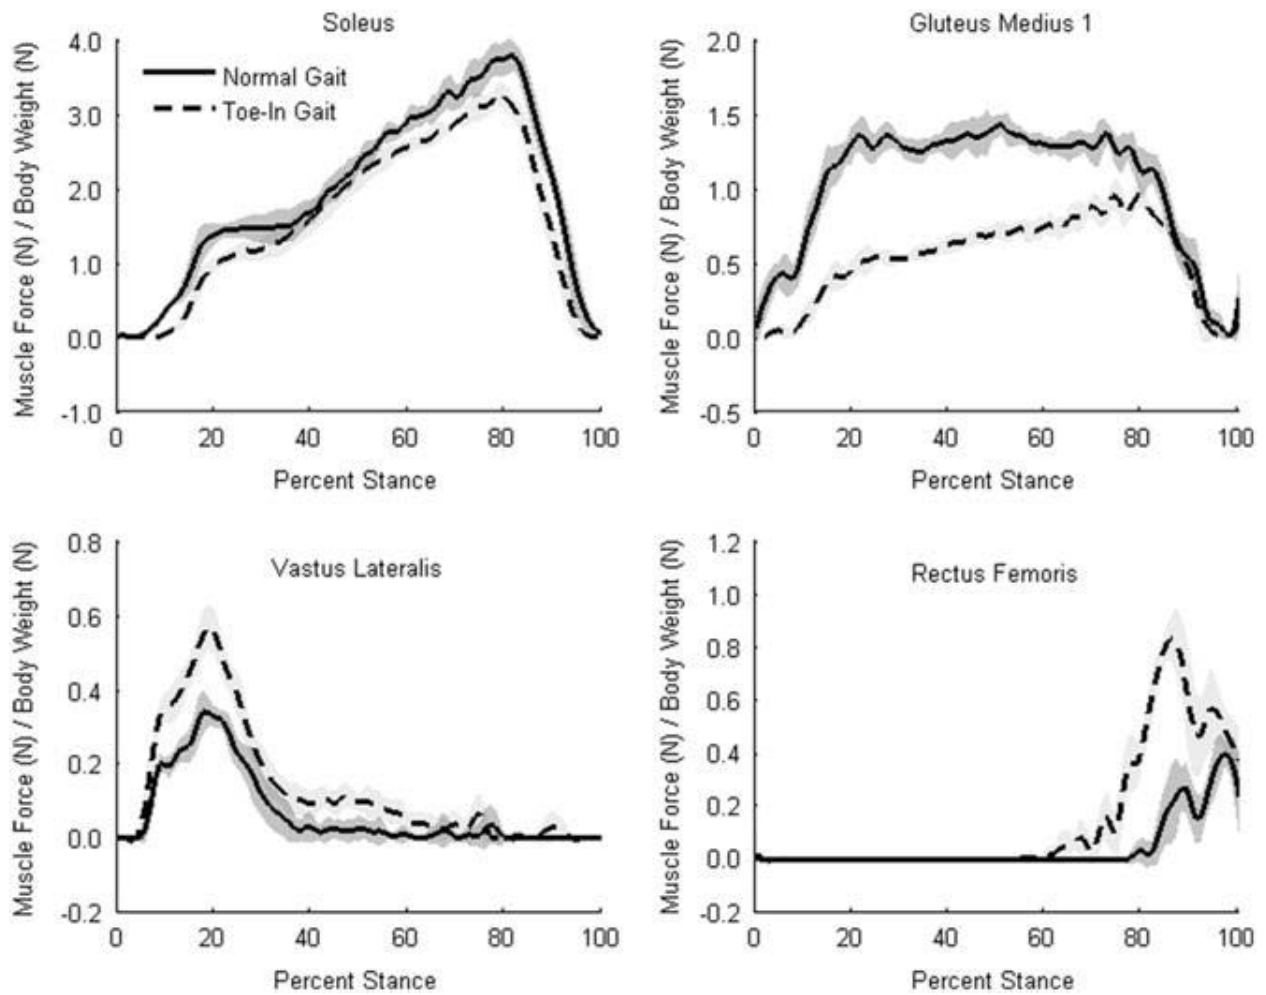 Soleus
Muscle Force (N) / Body Weight (N)
4.0
3.0
2.0
1.0
0.0
-1.0
Normal Gait
Toe-In Gait
0 20 40 60 80 100
Percent Stance
Gluteus Medius 1
Muscle Force (N) / Body Weight (N)
2.0
1.5
1.0
0.5
0.0
-0.5
0 20 40 60 80 100
Percent Stance
Vastus Lateralis
Muscle Force (N) / Body Weight (N)
0.8
0.6
0.4
0.2
0.0
-0.2
0 20 40 60 80 100
Percent Stance
Rectus Femoris
Muscle Force (N) / Body Weight (N)
1.2
1.0
0.8
0.6
0.4
0.2
0.0
-0.2
0 20 40 60 80 100
Percent Stance